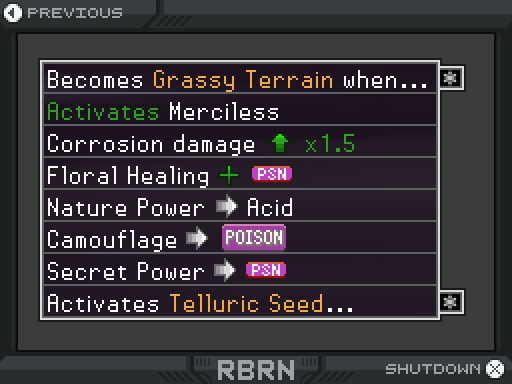 PREVIOUS
Becomes Grassy Terrain when...
Activates Merciless
Corrosion damage x1.5
Floral Healing + PSN
Nature Power Acid
Camouflage POISON
Secret Power PSN
Activates Telluric Seed...
RBRN
SHUTDOWN